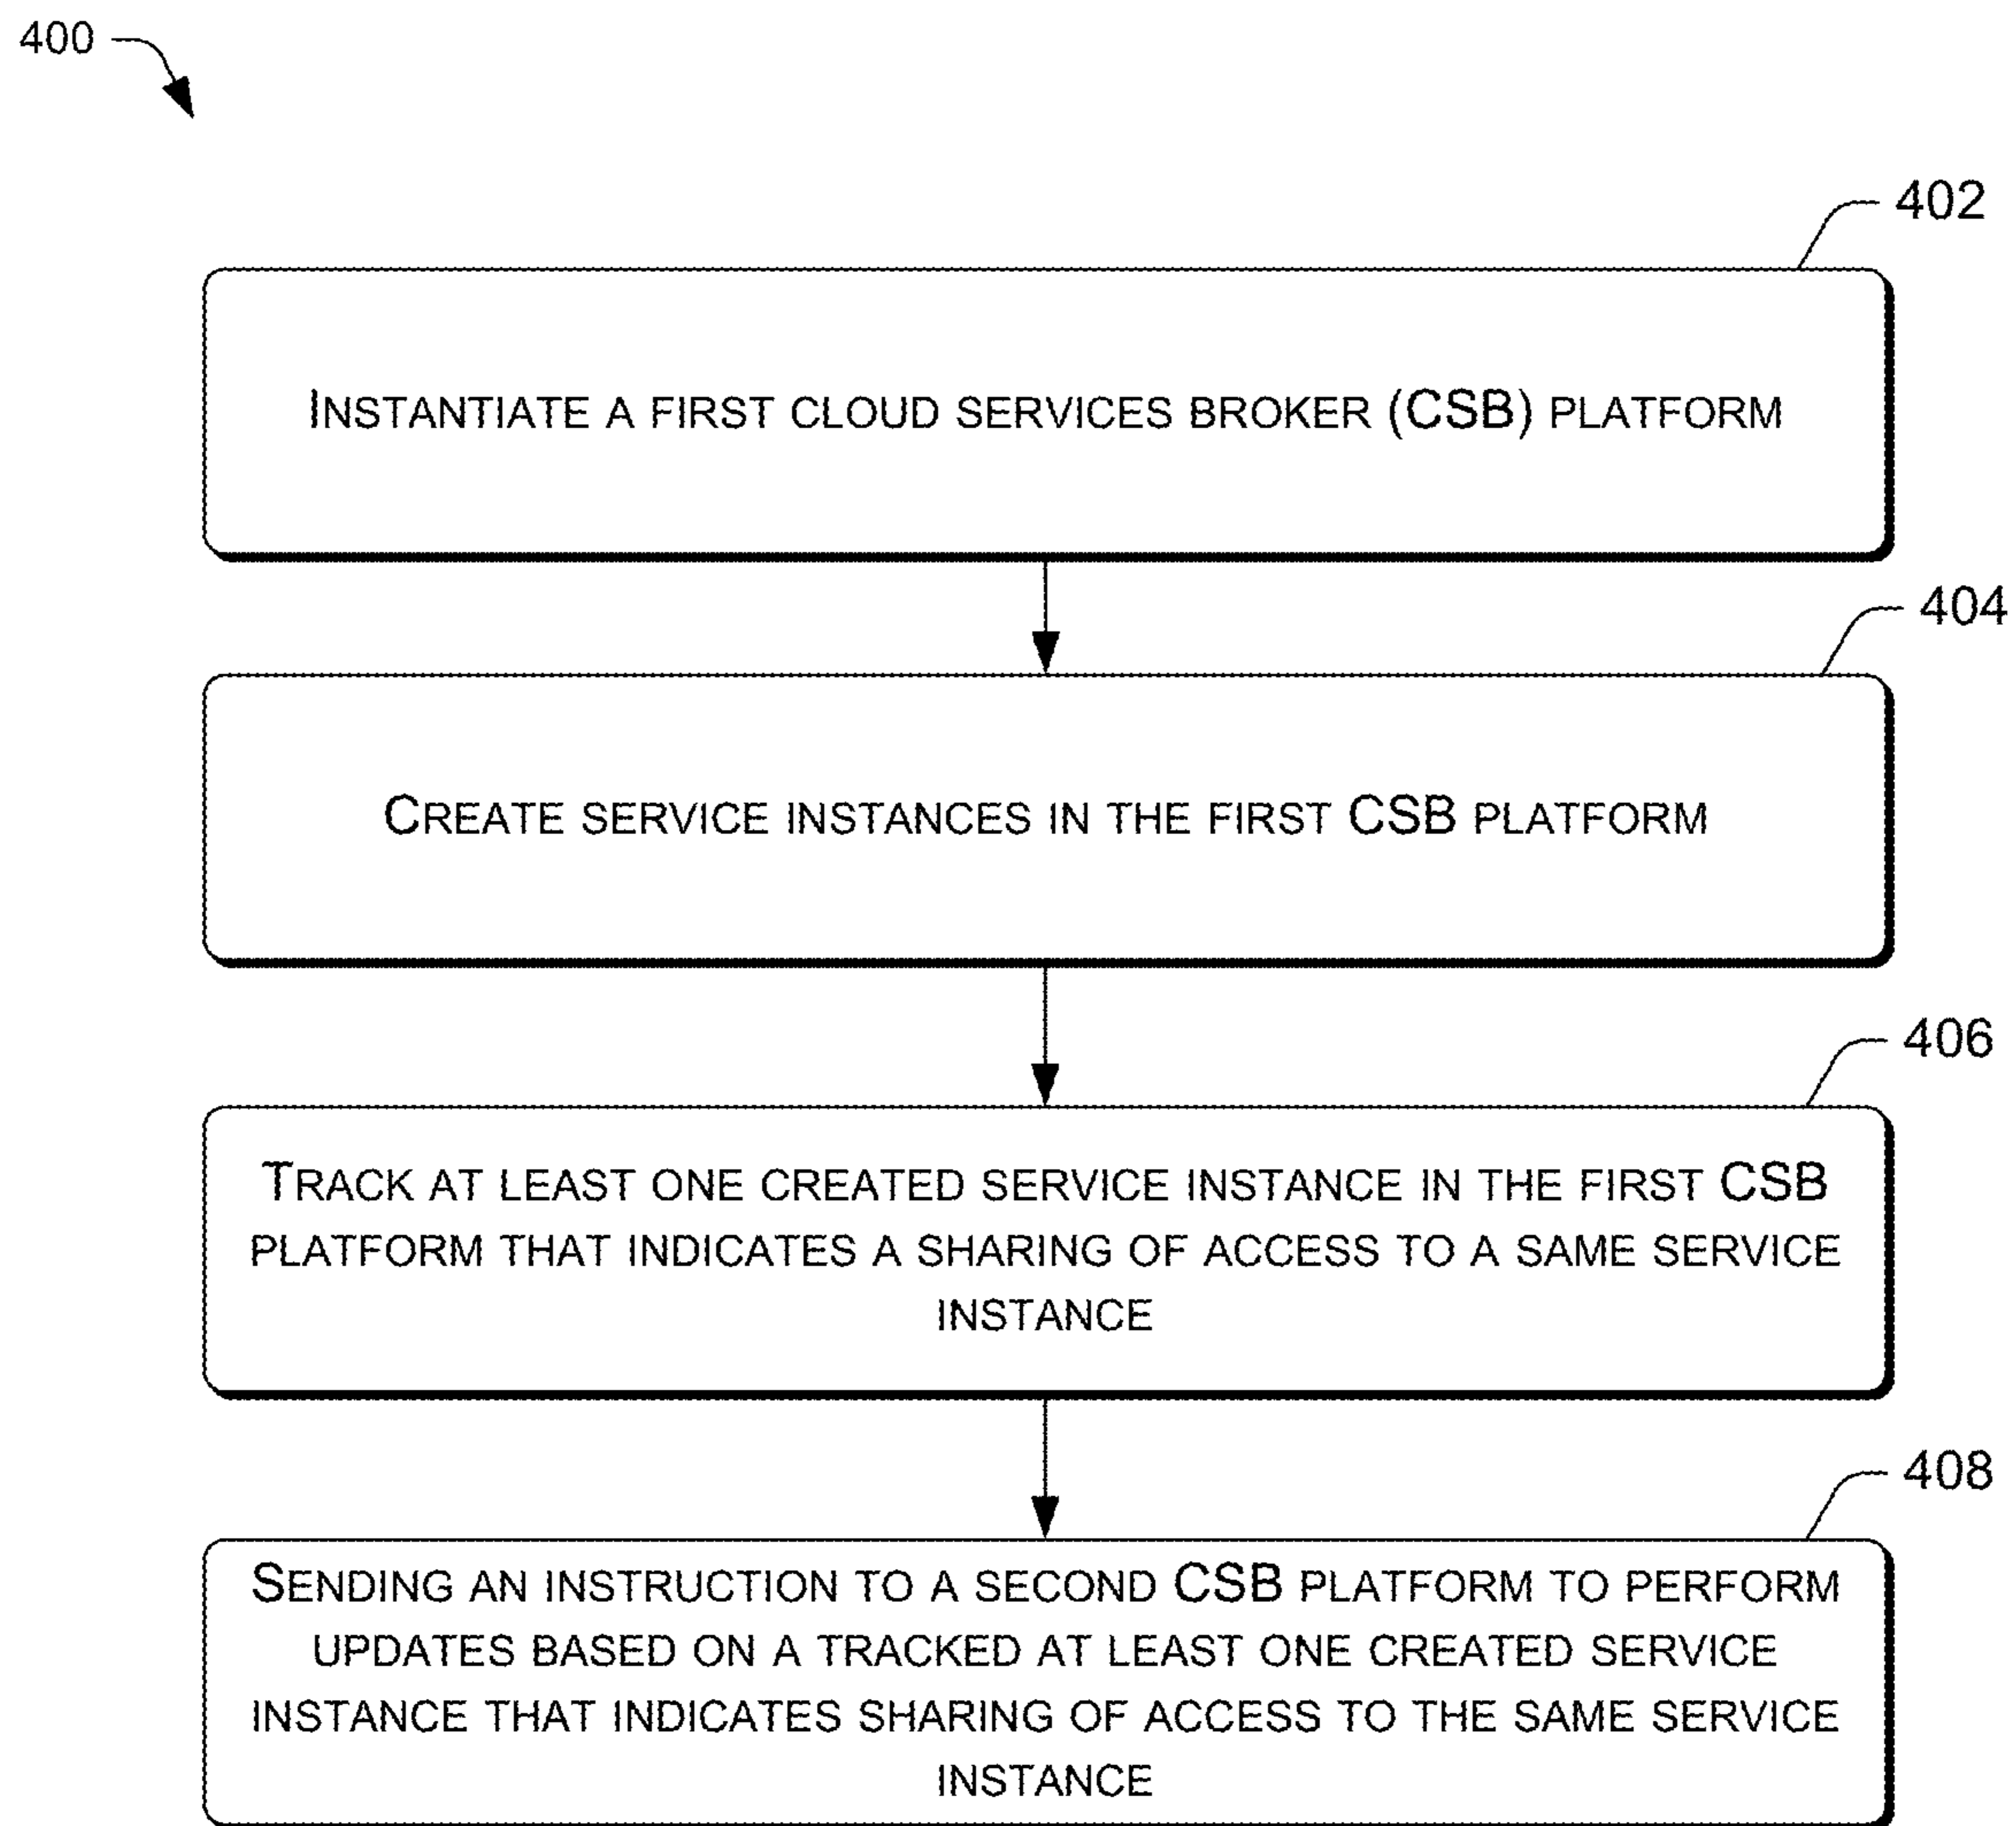 400
402
INSTANTIATE A FIRST CLOUD SERVICES BROKER (CSB) PLATFORM
404
CREATE SERVICE INSTANCES IN THE FIRST CSB PLATFORM
406
TRACK AT LEAST ONE CREATED SERVICE INSTANCE IN THE FIRST CSB
PLATFORM THAT INDICATES A SHARING OF ACCESS TO A SAME SERVICE
INSTANCE
408
SENDING AN INSTRUCTION TO A SECOND CSB PLATFORM TO PERFORM
UPDATES BASED ON A TRACKED AT LEAST ONE CREATED SERVICE
INSTANCE THAT INDICATES SHARING OF ACCESS TO THE SAME SERVICE
INSTANCE